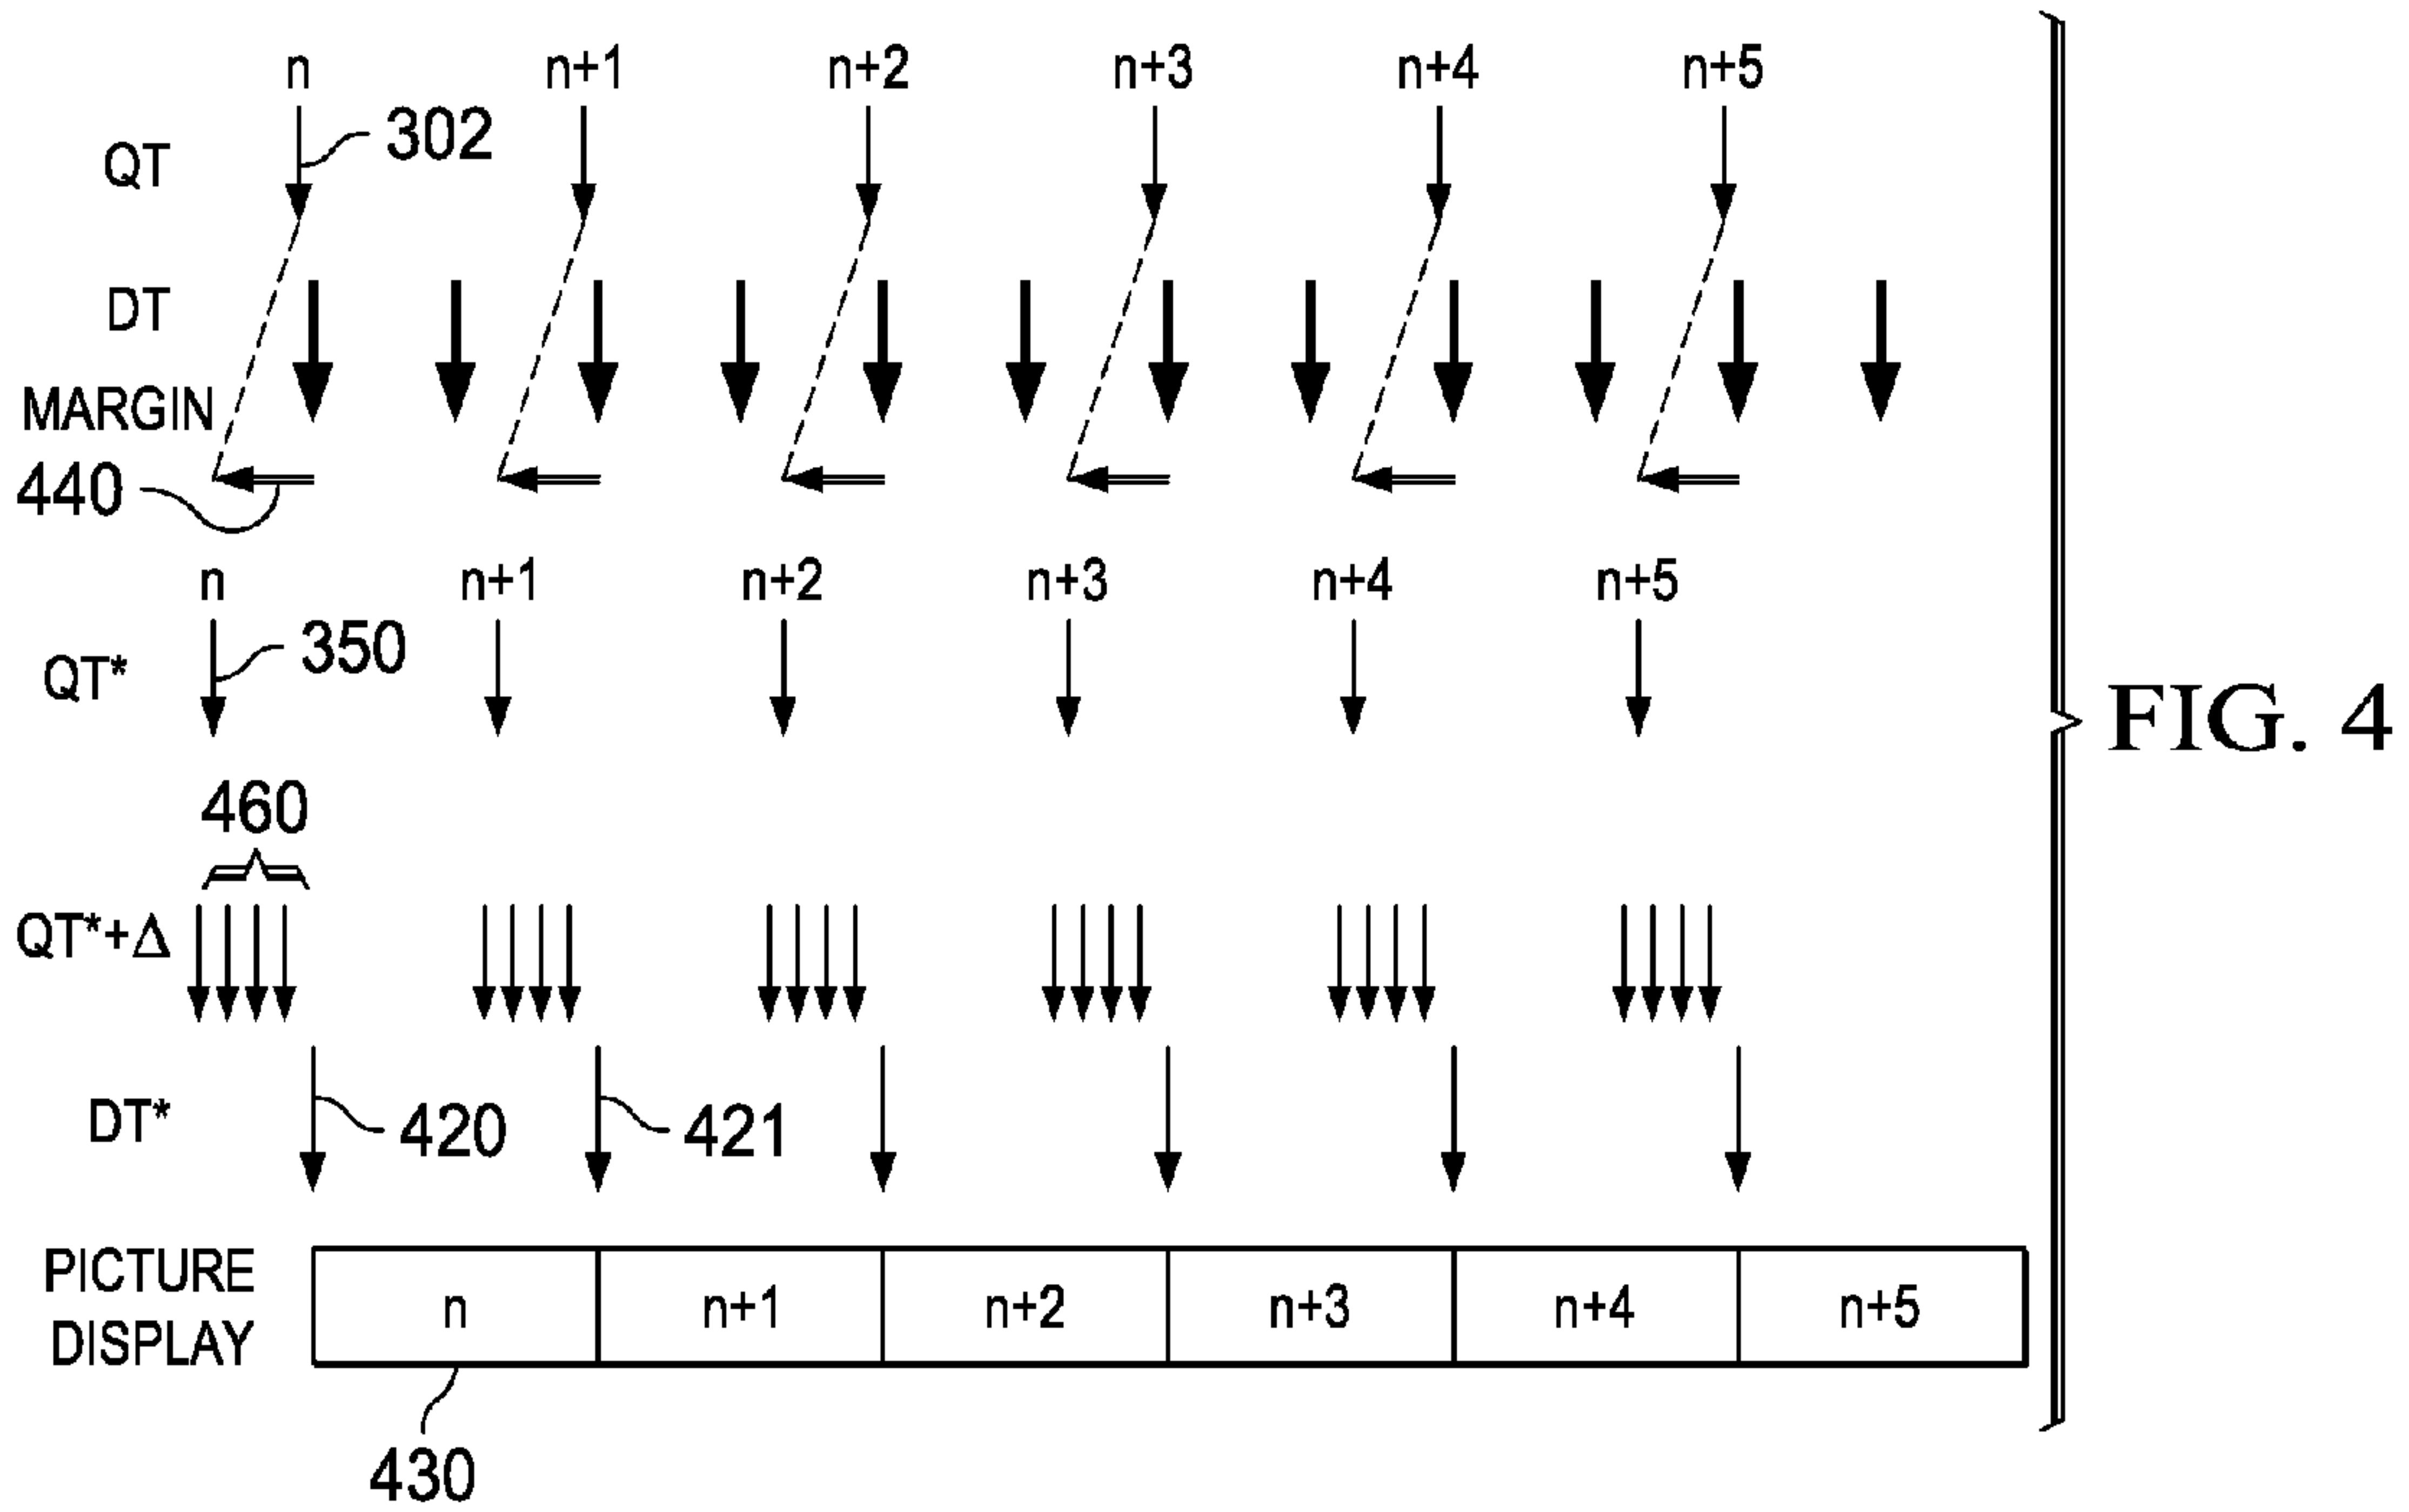 n n+1 n+2 n+3 n+4 n+5
302
QT
DT
MARGIN
440
n n+1 n+2 n+3 n+4 n+5
350
QT*
460
QT*+Δ
DT* 420 421
PICTURE
DISPLAY
n n+1 n+2 n+3 n+4 n+5
430
FIG. 4